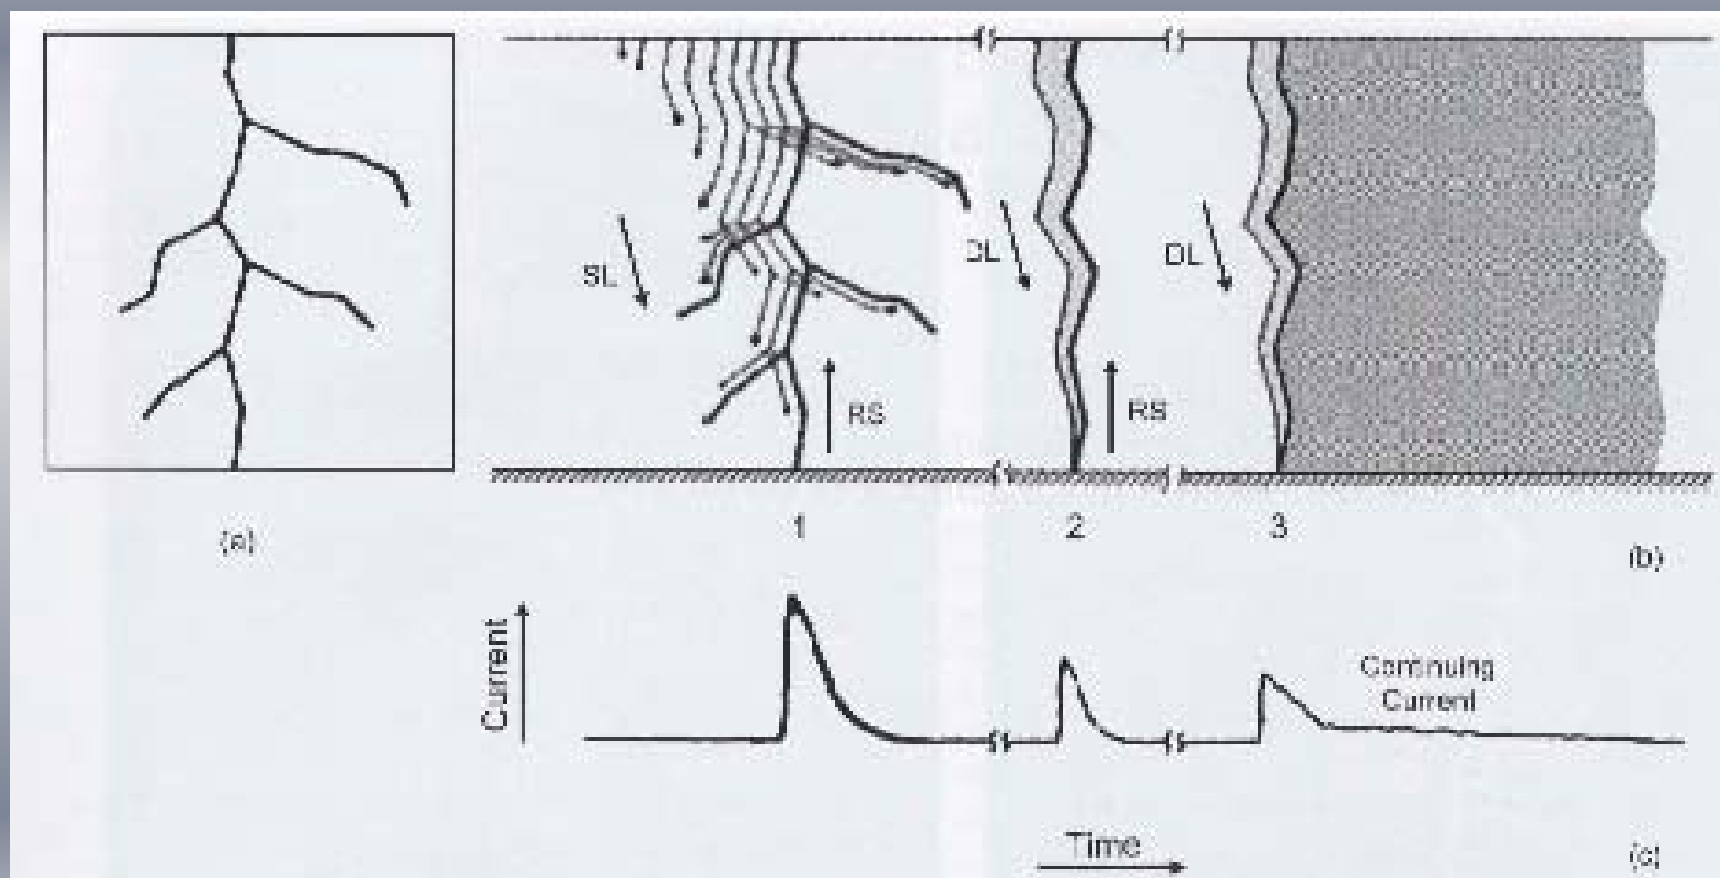 SL
RS
DL
RS
DL
1
2
3
(a)
(b)
Current
Continuing
Current
Time
(c)